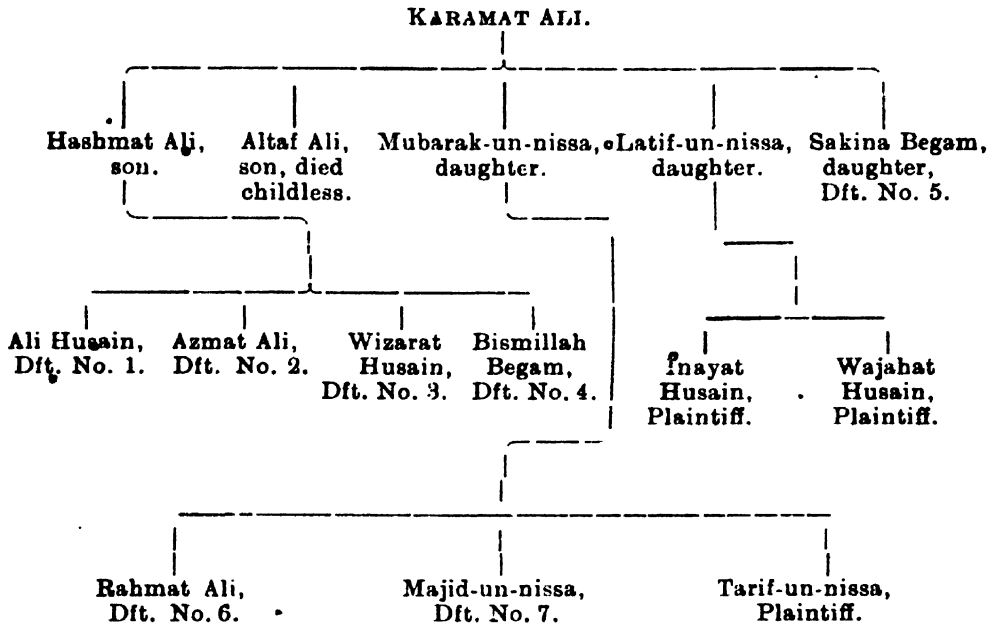 KARAMAT ALI.
Hashmat Ali,
son.
Altaf Ali,
son, died
childless.
Mubarak-un-nissa,
daughter.
Latif-un-nissa,
daughter.
Sakina Begam,
daughter,
Dft. No. 5.
Ali Husain,
Dft. No. 1.
Azmat Ali,
Dft. No. 2.
Wizarat
Husain,
Dft. No. 3.
Bismillah
Begam,
Dft. No. 4.
Inayat
Husain,
Plaintiff.
Wajahat
Husain,
Plaintiff.
Rahmat Ali,
Dft. No. 6.
Majid-un-nissa,
Dft. No. 7.
Tarif-un-nissa,
Plaintiff.